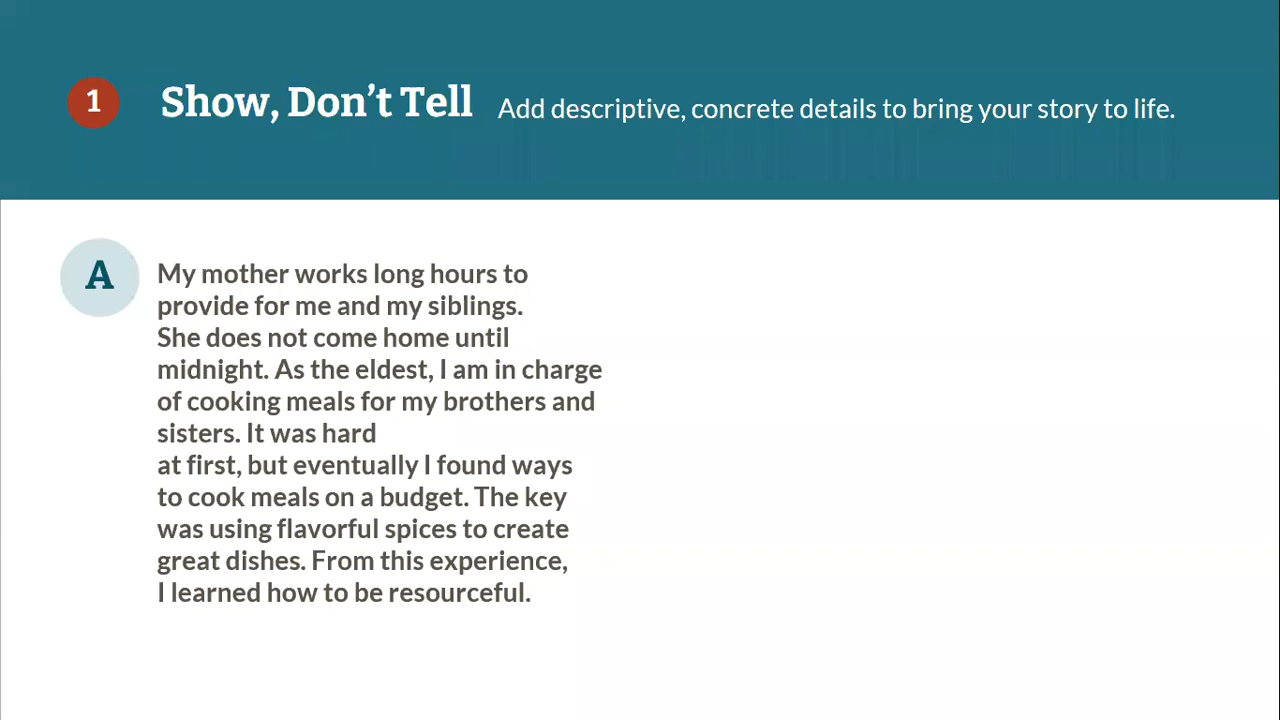 1
Show, Don’t Tell
Add descriptive, concrete details to bring your story to life.
A
My mother works long hours to
provide for me and my siblings.
She does not come home until
midnight. As the eldest, I am in charge
of cooking meals for my brothers and
sisters. It was hard
at first, but eventually I found ways
to cook meals on a budget. The key
was using flavorful spices to create
great dishes. From this experience,
I learned how to be resourceful.